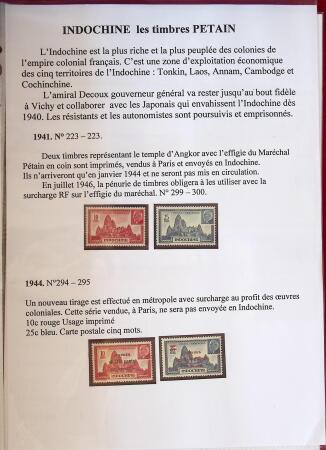 INDOCHINE les timbres PETAIN
L'Indochine est la plus riche et la plus peuplée des colonies de
l'empire colonial français. C'est une zone d'exploitation économique
des cinq territoires de l'Indochine : Tonkin, Laos, Annam, Cambodge et
Cochinchine.
L'amiral Decoux gouverneur général va rester jusqu'au bout fidèle
à Vichy et collaborer avec les Japonais qui envahissent l'Indochine dès
1940. Les résistants et les autonomistes sont poursuivis et emprisonnés.
1941. N° 223 – 223.
Deux timbres représentant le temple d'Angkor avec l'effigie du Maréchal
Pétain en coin sont imprimés, vendus à Paris et envoyées en Indochine.
Ils n'arriveront qu'en janvier 1944 et ne seront pas mis en circulation.
En juillet 1946, la pénurie de timbres obligera à les utiliser avec la
surcharge RF sur l'effigie du maréchal. N° 299 – 300.
INDOCHINE
INDOCHINE
1944. N°294 – 295
Un nouveau tirage est effectué en métropole avec surcharge au profit des œuvres
coloniales. Cette série vendue, à Paris, ne sera pas envoyée en Indochine.
10c rouge Usage imprimé
25c bleu. Carte postale cinq mots.
INDOCHINE
INDOCHINE